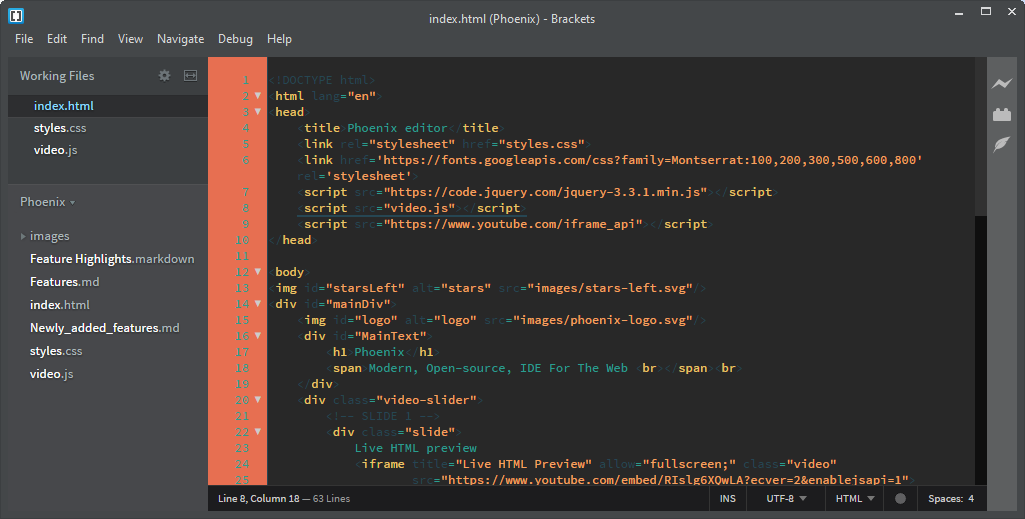 index.html (Phoenix) - Brackets
File Edit Find View Navigate Debug Help
Working Files
index.html
styles.css
video.js
Phoenix
images
Feature Highlights.markdown
Features.md
index.html
Newly_added_features.md
styles.css
video.js
1 <!DOCTYPE html>
2 <html lang="en">
3 <head>
4 <title>Phoenix editor</title>
5 <link rel="stylesheet" href="styles.css">
6 <link href='https://fonts.googleapis.com/css?family=Montserrat:100,200,300,500,600,800'
rel='stylesheet'>
7 <script src="https://code.jquery.com/jquery-3.3.1.min.js"></script>
8 <script src="video.js"></script>
9 <script src="https://www.youtube.com/iframe_api"></script>
10 </head>
11
12 <body>
13 <img id="starsLeft" alt="stars" src="images/stars-left.svg"/>
14 <div id="mainDiv">
15 <img id="logo" alt="logo" src="images/phoenix-logo.svg"/>
16 <div id="MainText">
17 <h1>Phoenix</h1>
18 <span>Modern, Open-source, IDE For The Web <br></span><br>
19 </div>
20 <div class="video-slider">
21 <!-- SLIDE 1 -->
22 <div class="slide">
23 Live HTML preview
24 <iframe title="Live HTML Preview" allow="fullscreen;" class="video"
25 src="https://www.youtube.com/embed/RIslg6XQwLA?ecver=2&enablejsapi=1">
Line 8, Column 18 — 63 Lines INS UTF-8 HTML Spaces: 4